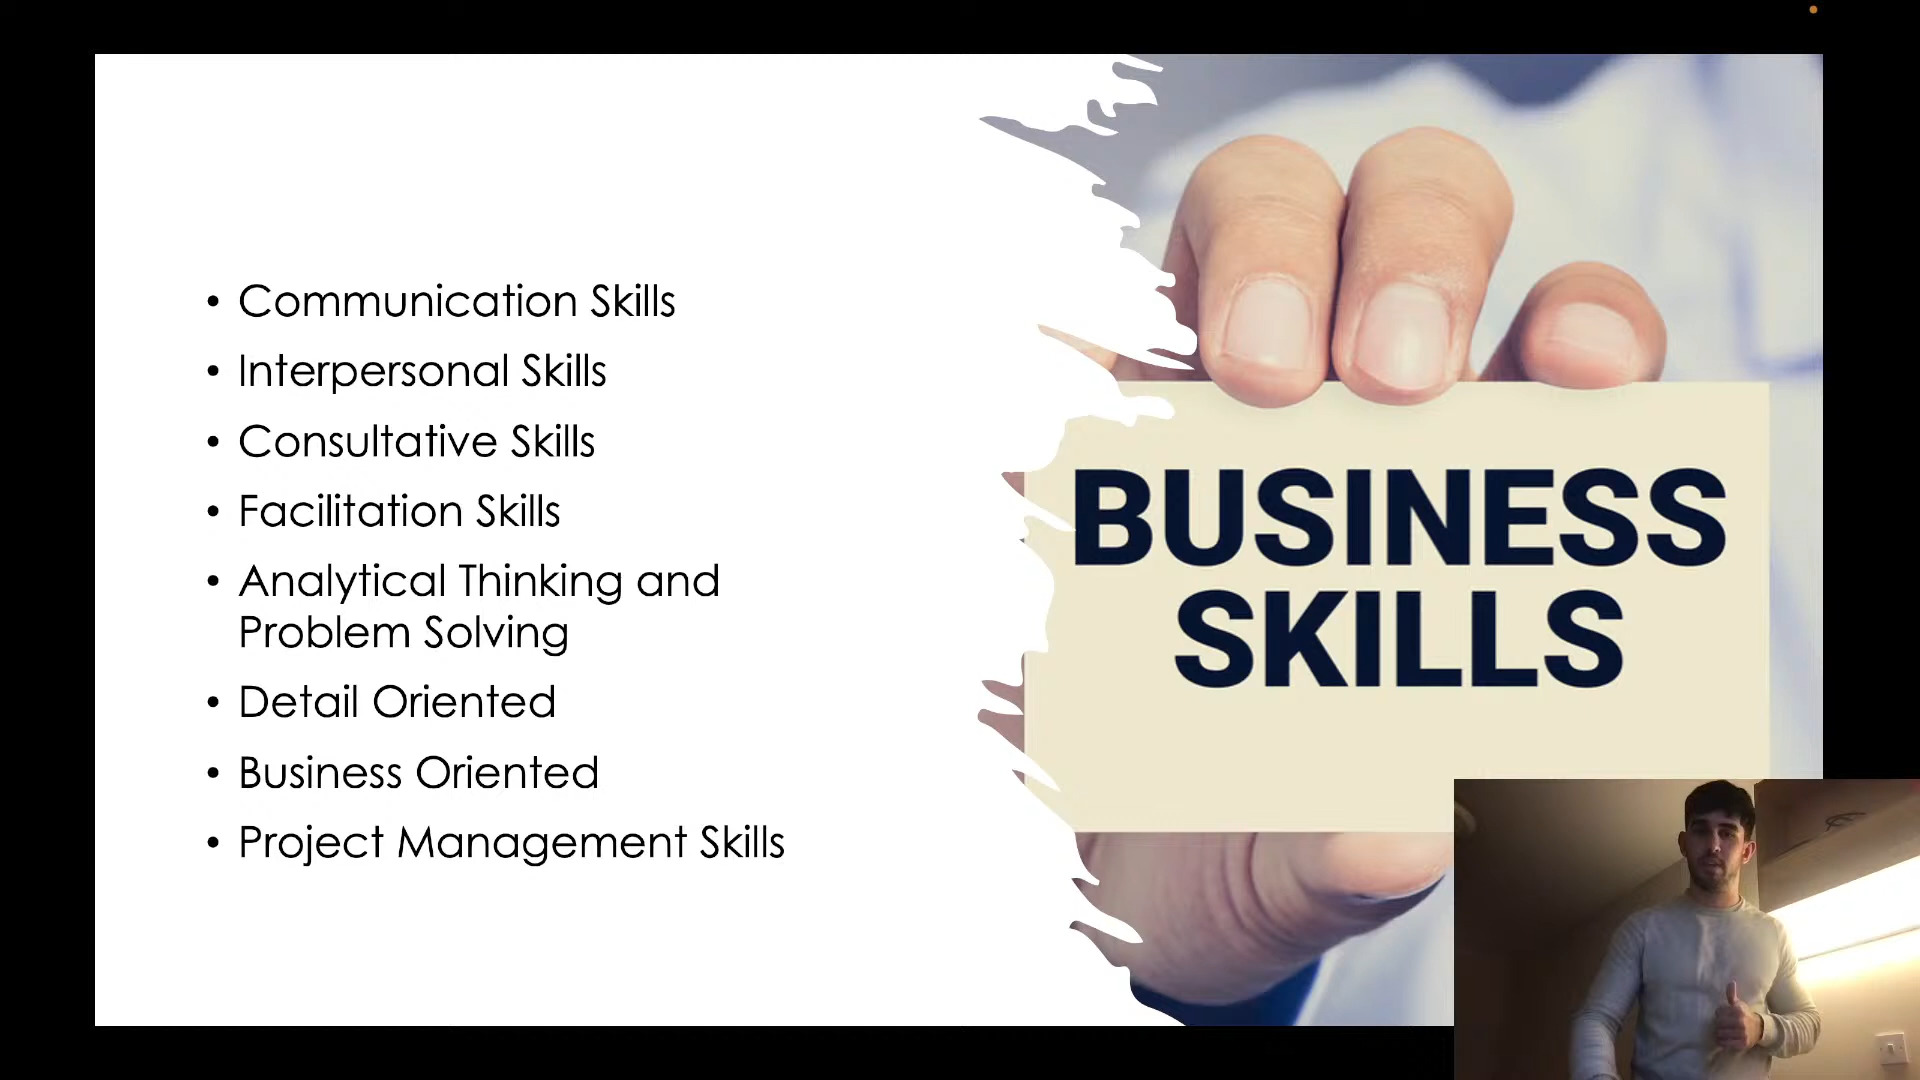 • Communication Skills
• Interpersonal Skills
• Consultative Skills
• Facilitation Skills
• Analytical Thinking and
Problem Solving
• Detail Oriented
• Business Oriented
• Project Management Skills
BUSINESS
SKILLS